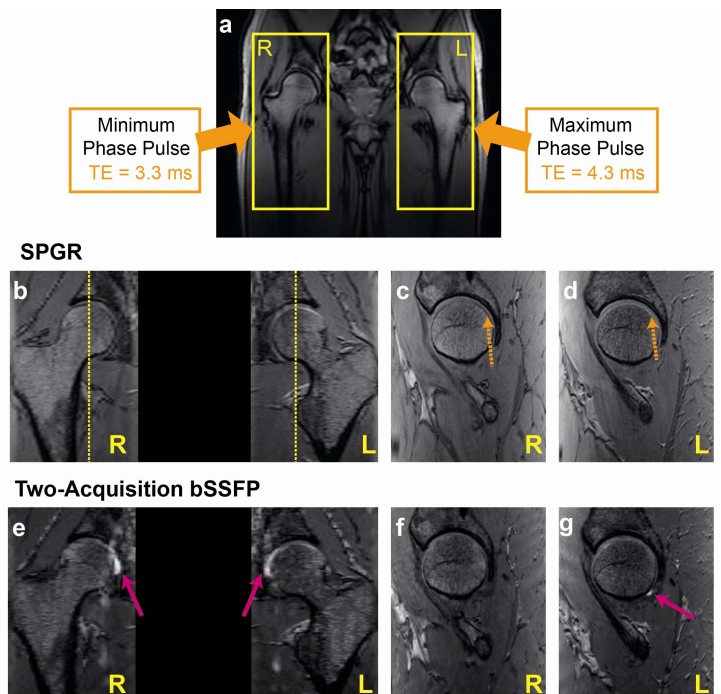 a
R
L
Minimum
Phase Pulse
TE = 3.3 ms
Maximum
Phase Pulse
TE = 4.3 ms
SPGR
b
c
d
R
L
R
L
Two-Acquisition bSSFP
e
f
g
R
L
R
L